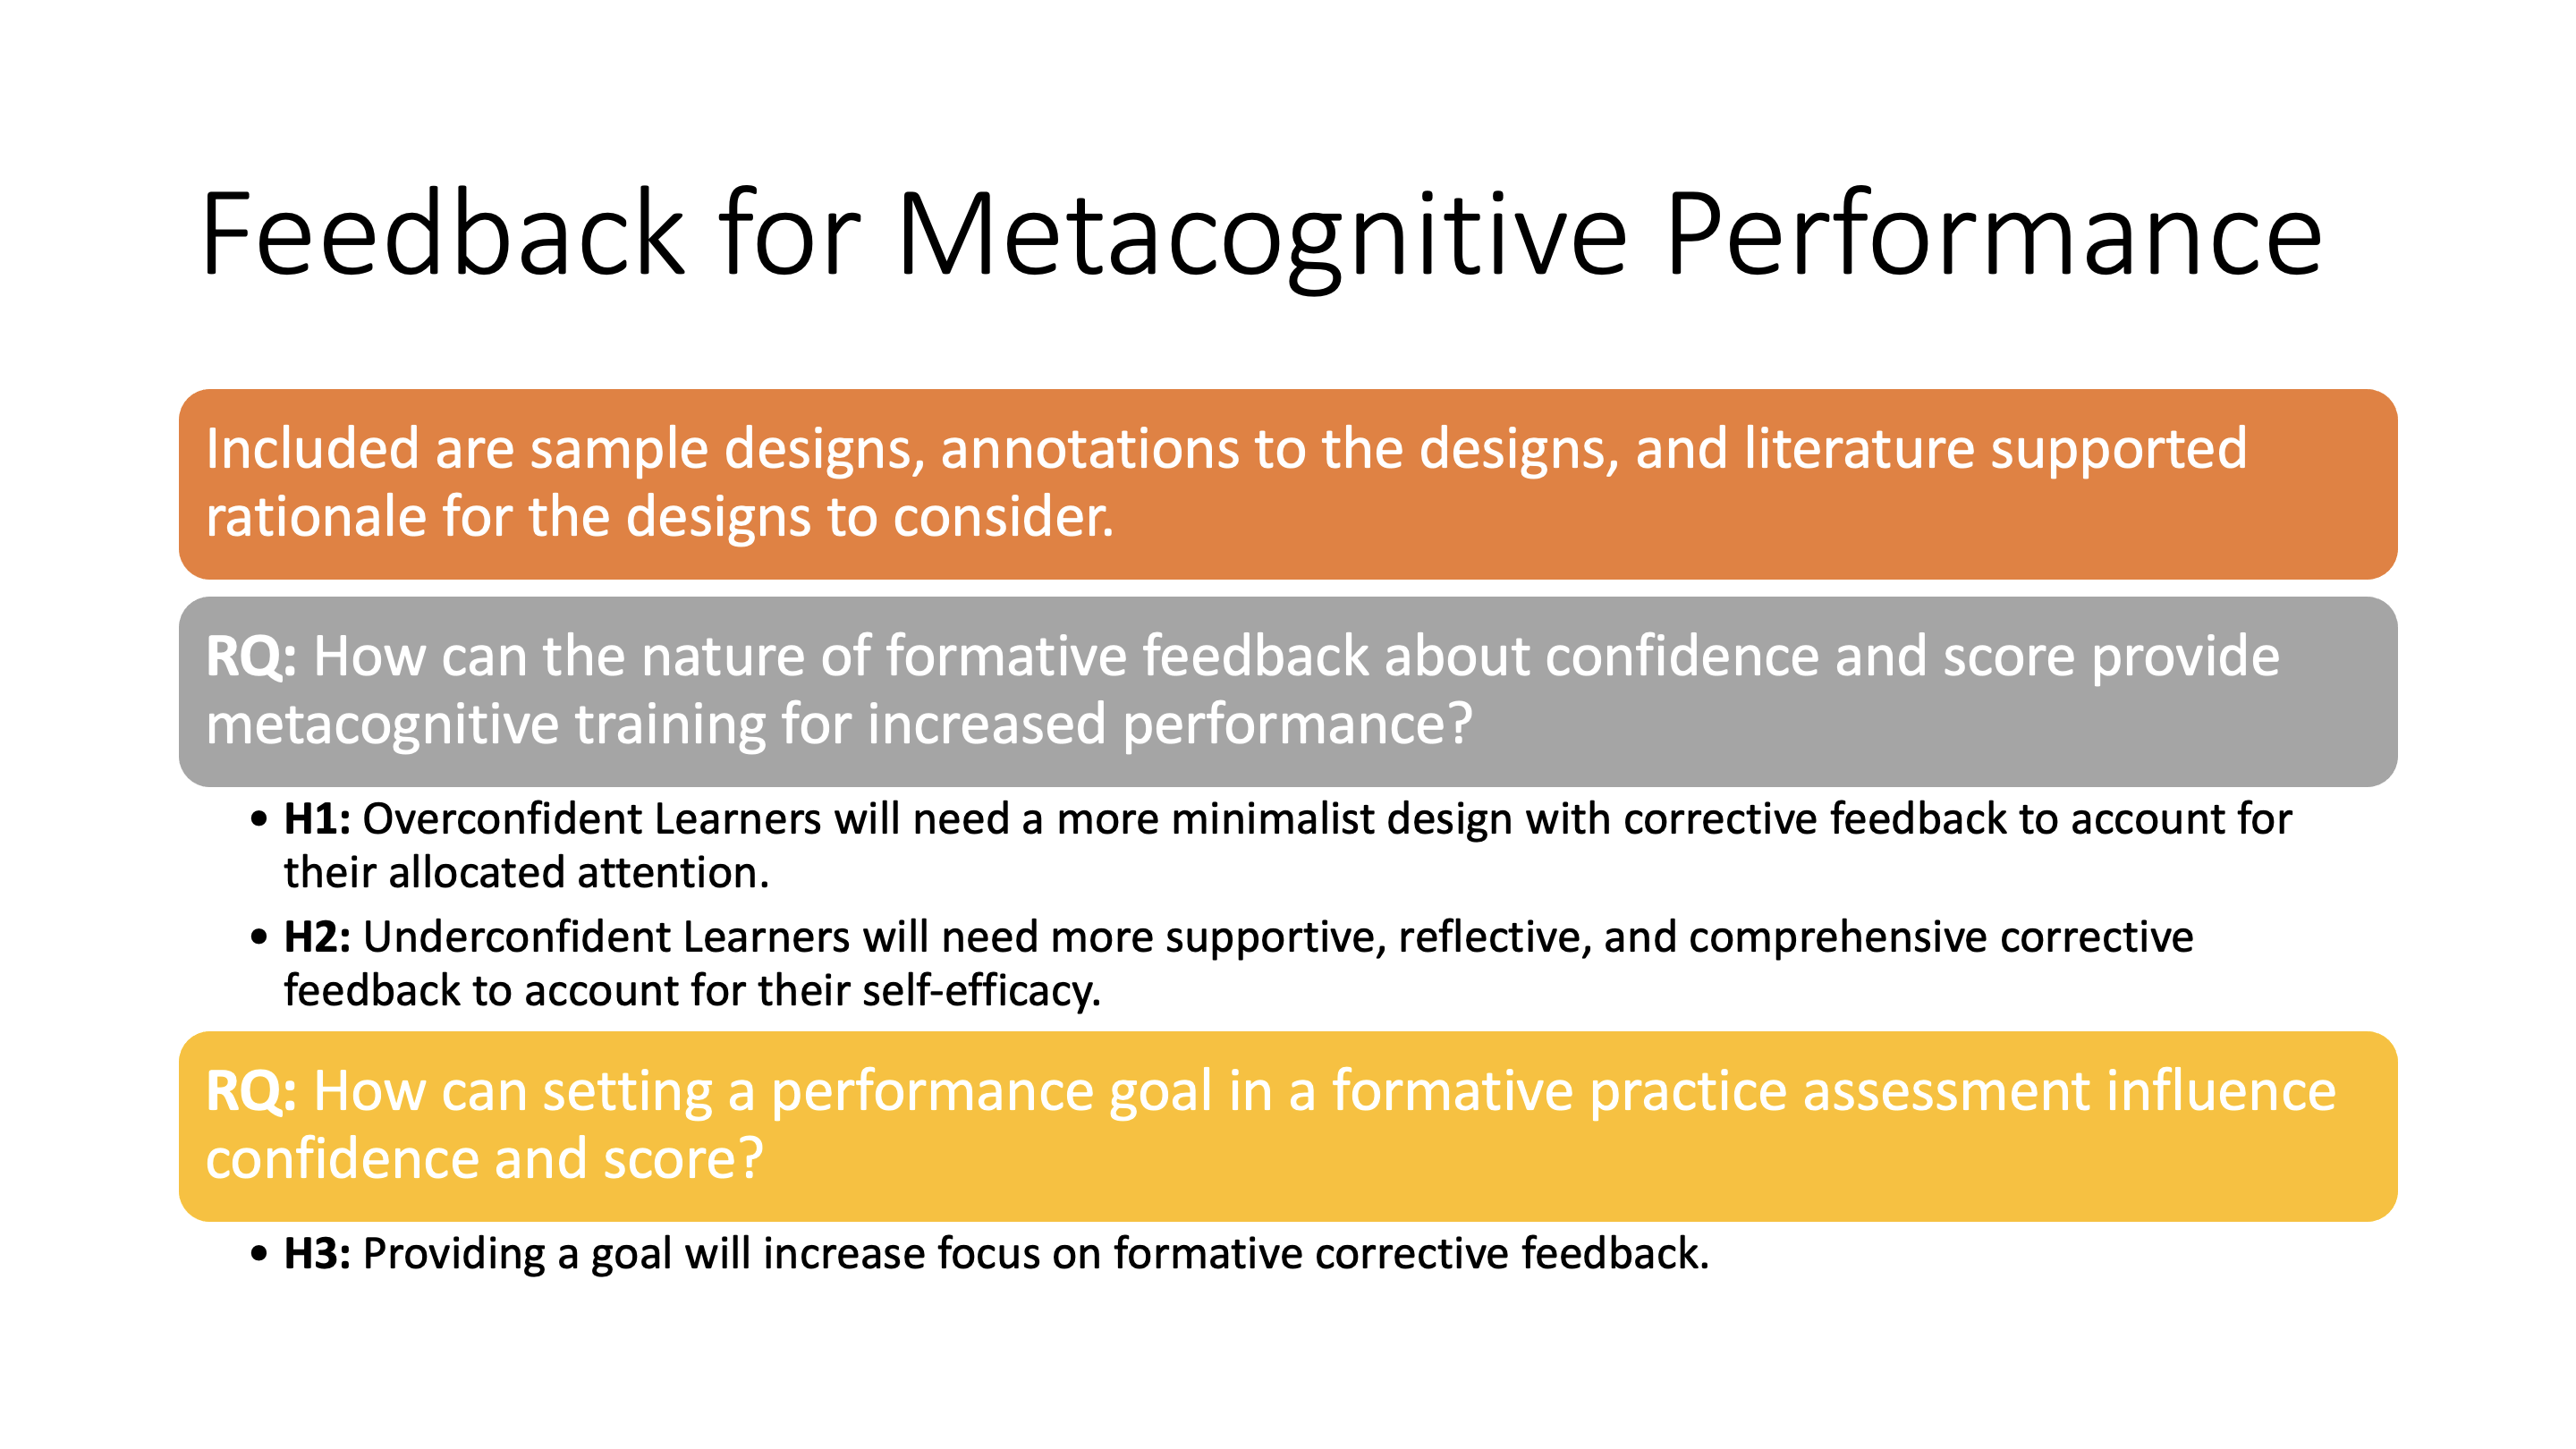 Feedback for Metacognitive Performance
Included are sample designs, annotations to the designs, and literature supported
rationale for the designs to consider.
RQ: How can the nature of formative feedback about confidence and score provide
metacognitive training for increased performance?
• H1: Overconfident Learners will need a more minimalist design with corrective feedback to account for
their allocated attention.
• H2: Underconfident Learners will need more supportive, reflective, and comprehensive corrective
feedback to account for their self-efficacy.
RQ: How can setting a performance goal in a formative practice assessment influence
confidence and score?
• H3: Providing a goal will increase focus on formative corrective feedback.